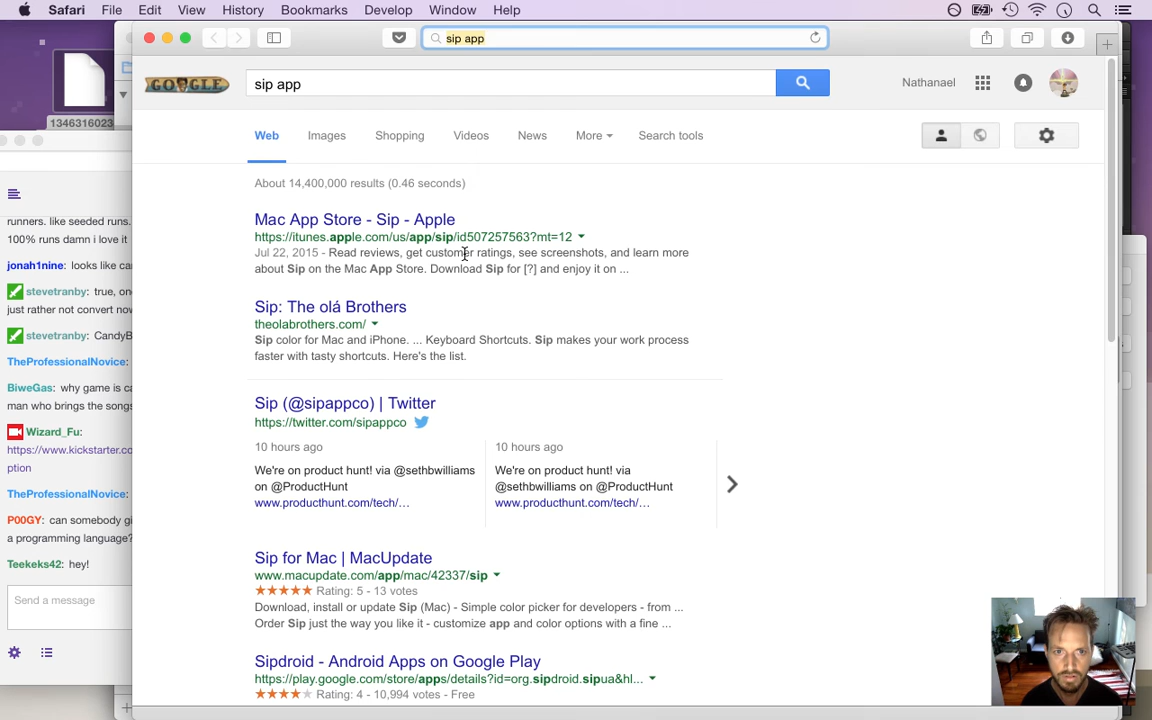 Safari File Edit View History Bookmarks Develop Window Help
sip app
1346316023
GOOGLE
sip app
Nathanael
Web Images Shopping Videos News More Search tools
About 14,400,000 results (0.46 seconds)
Mac App Store - Sip - Apple
https://itunes.apple.com/us/app/sip/id507257563?mt=12
Jul 22, 2015 - Read reviews, get customer ratings, see screenshots, and learn more
about Sip on the Mac App Store. Download Sip for [?] and enjoy it on ...
Sip: The olá Brothers
theolabrothers.com/
Sip color for Mac and iPhone. ... Keyboard Shortcuts. Sip makes your work process
faster with tasty shortcuts. Here's the list.
Sip (@sipappco) | Twitter
https://twitter.com/sipappco
10 hours ago
We're on product hunt! via @sethbwilliams
on @ProductHunt
www.producthunt.com/tech/...
10 hours ago
We're on product hunt! via
@sethbwilliams on @ProductHunt
www.producthunt.com/tech/...
Sip for Mac | MacUpdate
www.macupdate.com/app/mac/42337/sip
Rating: 5 - 13 votes
Download, install or update Sip (Mac) - Simple color picker for developers - from ...
Order Sip just the way you like it - customize app and color options with a fine ...
Sipdroid - Android Apps on Google Play
https://play.google.com/store/apps/details?id=org.sipdroid.sipua&hl...
Rating: 4 - 10,994 votes - Free
runners. like seeded runs.
100% runs damn i love it
jonah1nine: looks like
stevetranby: true,
just rather not convert
stevetranby:
TheProfessionalNovice:
BiweGas: why game is
man who brings the songs
Wizard_Fu:
https://www.kickstarter.co
ption
TheProfessionalNovice:
P00GY: can somebody
a programming language?
Teekeks42: hey!
Send a message